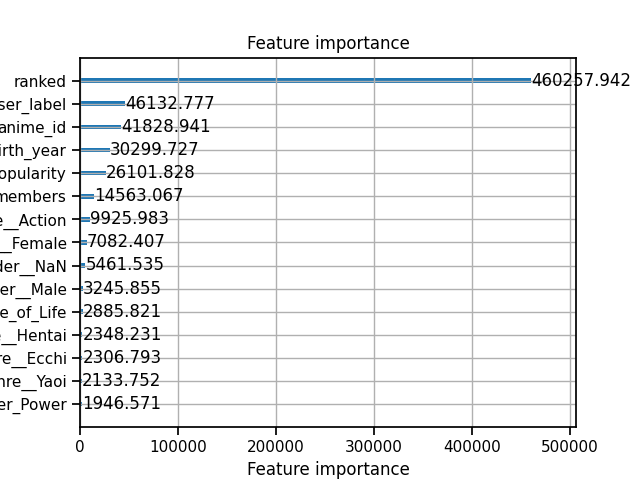 Feature importance
ranked 460257.942
ser_label 46132.777
anime_id 41828.941
irth_year 30299.727
opularity 26101.828
members 14563.067
e__Action 9925.983
__Female 7082.407
der__NaN 5461.535
er__Male 3245.855
e_of_Life 2885.821
e__Hentai 2348.231
re__Ecchi 2306.793
nre__Yaoi 2133.752
er_Power 1946.571
0 100000 200000 300000 400000 500000
Feature importance